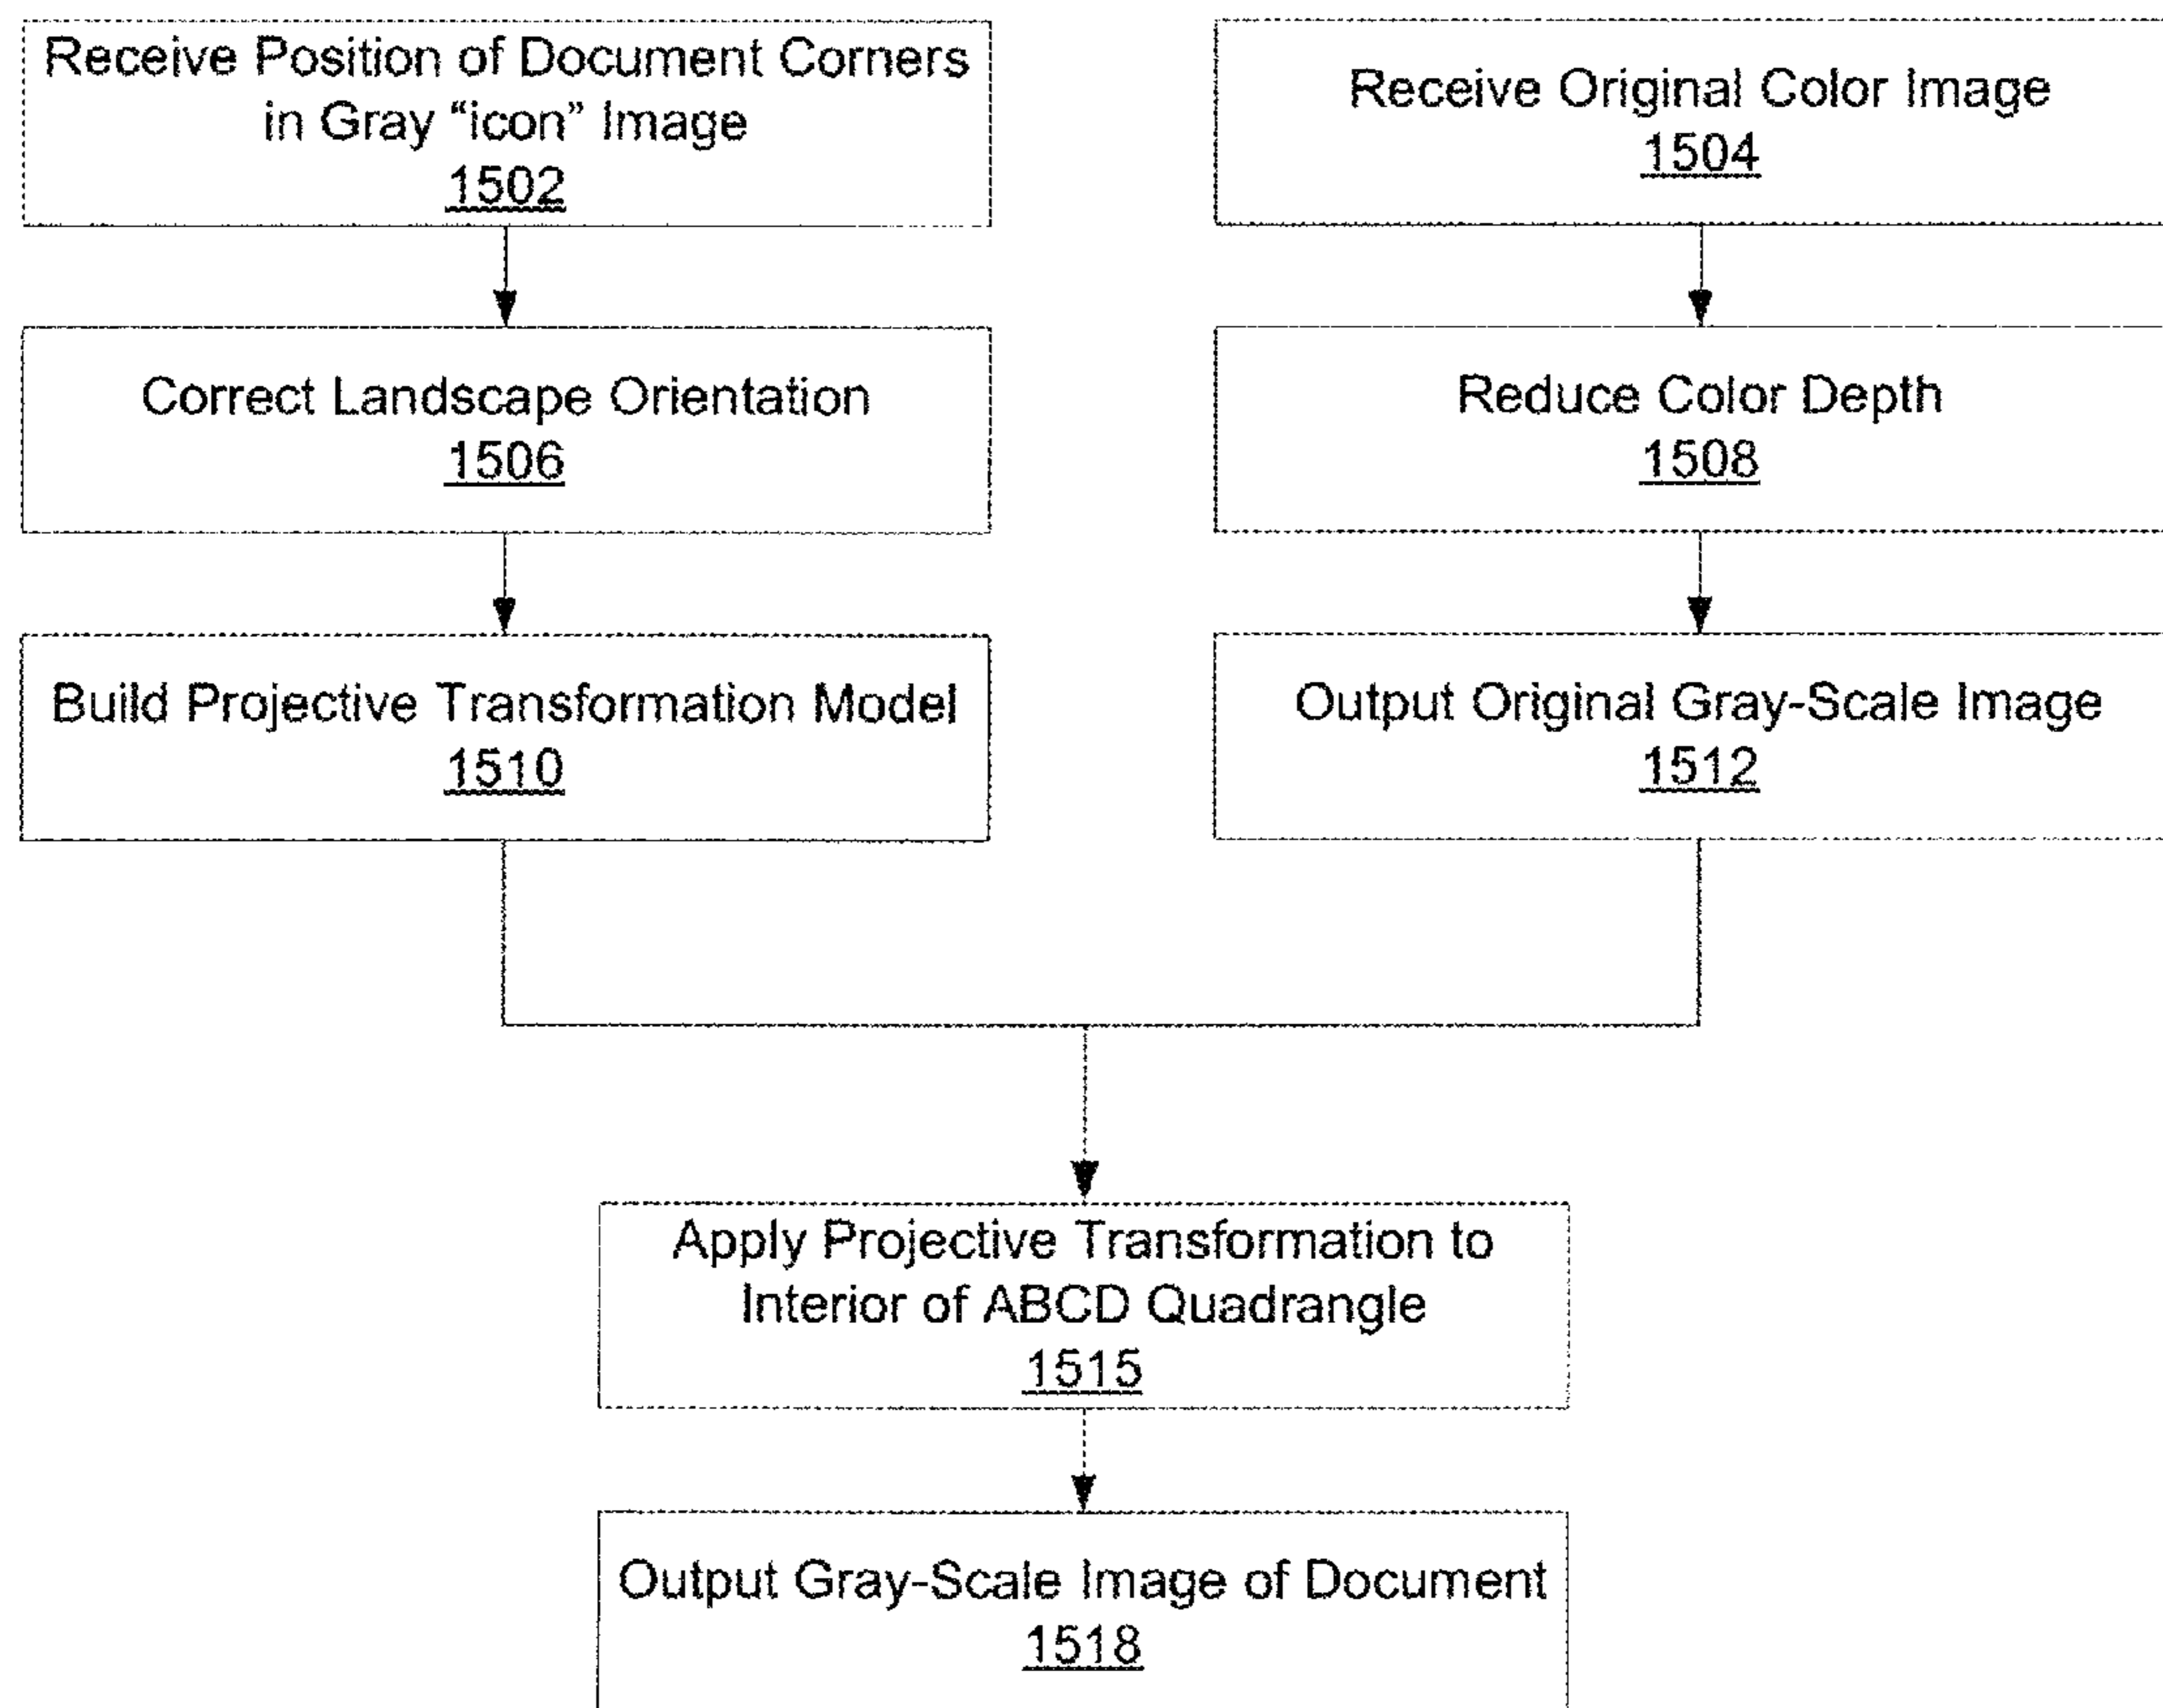 Receive Position of Document Corners
in Gray “icon” Image
1502
Receive Original Color Image
1504
Correct Landscape Orientation
1506
Reduce Color Depth
1508
Build Projective Transformation Model
1510
Output Original Gray-Scale Image
1512
Apply Projective Transformation to
Interior of ABCD Quadrangle
1515
Output Gray-Scale Image of Document
1518